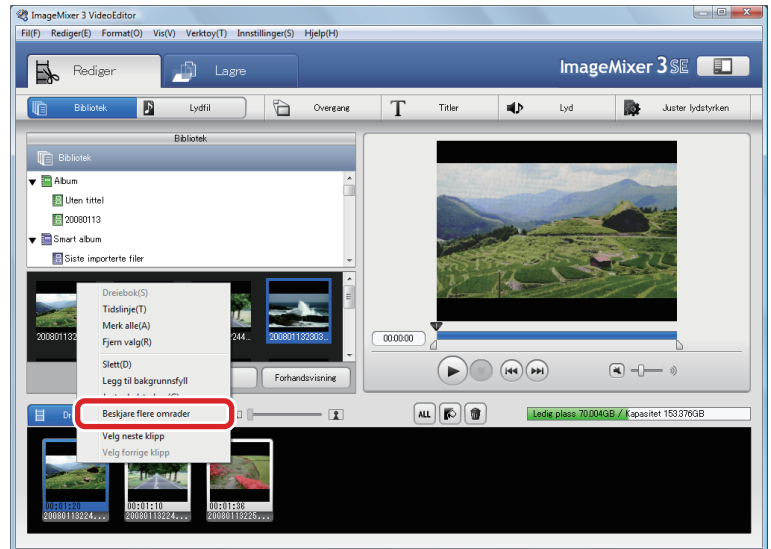 ImageMixer 3 VideoEditor
Fil(F) Rediger(E) Format(O) Vis(V) Verktoy(T) Innstillinger(S) Hjelp(H)
Rediger Lagre ImageMixer 3 SE
Bibliotek Lydfil Overgang Titler Lyd Juster lydstyrken
Bibliotek
Bibliotek
Album
Uten tittel
20080113
Smart album
Siste importerte filer
Dreiebok(S)
Tidslinje(T)
Merk alle(A)
Fjern valg(R)
Slett(D)
Legg til bakgrunnsfyll
Beskjare flere omrader
Velg neste klipp
Velg forrige klipp
200801132 244... 200801132303...
Forhandsvisning
00:00:00
ALL
Ledig plass 70.004GB / Kapasitet 153.376GB
00:01:20 00:01:10 00:01:36
20080113224... 20080113224... 20080113225...